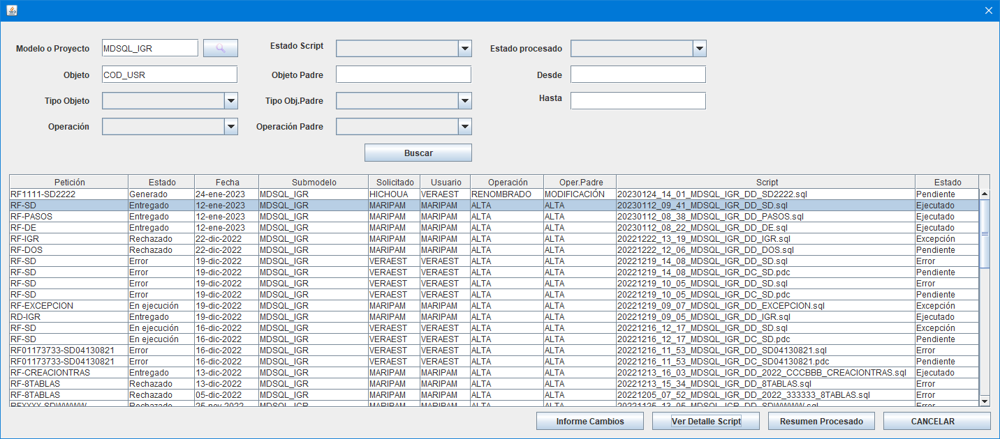 Modelo o Proyecto MDSQL_IGR Estado Script Estado procesado
Objeto COD_USR Objeto Padre Desde
Tipo Objeto Tipo Obj.Padre Hasta
Operación Operación Padre
Buscar
Petición Estado Fecha Submodelo Solicitado Usuario Operación Oper.Padre Script Estado
RF1111-SD2222 Generado 24-ene-2023 MDSQL_IGR HICHOUA VERAEST RENOMBRADO MODIFICACIÓN 20230124_14_01_MDSQL_IGR_DD_SD2222.sql Pendiente
RF-SD Entregado 12-ene-2023 MDSQL_IGR MARIPAM MARIPAM ALTA ALTA 20230112_09_41_MDSQL_IGR_DD_SD.sql Ejecutado
RF-PASOS Entregado 12-ene-2023 MDSQL_IGR MARIPAM MARIPAM ALTA ALTA 20230112_08_38_MDSQL_IGR_DD_PASOS.sql Ejecutado
RF-DE Entregado 12-ene-2023 MDSQL_IGR MARIPAM MARIPAM ALTA ALTA 20230112_08_22_MDSQL_IGR_DD_DE.sql Ejecutado
RF-IGR Rechazado 22-dic-2022 MDSQL_IGR MARIPAM MARIPAM ALTA ALTA 20221222_13_19_MDSQL_IGR_DD_IGR.sql Excepción
RF-DOS Rechazado 22-dic-2022 MDSQL_IGR MARIPAM MARIPAM ALTA ALTA 20221222_12_06_MDSQL_IGR_DD_DOS.sql Pendiente
RF-SD Error 19-dic-2022 MDSQL_IGR VERAEST VERAEST ALTA ALTA 20221219_14_08_MDSQL_IGR_DD_SD.sql Error
RF-SD Error 19-dic-2022 MDSQL_IGR VERAEST VERAEST ALTA ALTA 20221219_14_08_MDSQL_IGR_DC_SD.pdc Pendiente
RF-SD Error 19-dic-2022 MDSQL_IGR VERAEST VERAEST ALTA ALTA 20221219_10_05_MDSQL_IGR_DD_SD.sql Error
RF-SD Error 19-dic-2022 MDSQL_IGR VERAEST VERAEST ALTA ALTA 20221219_10_05_MDSQL_IGR_DC_SD.pdc Pendiente
RF-EXCEPCION En ejecución 19-dic-2022 MDSQL_IGR MARIPAM MARIPAM ALTA ALTA 20221219_09_07_MDSQL_IGR_DD_EXCEPCION.sql Excepción
RD-IGR Entregado 19-dic-2022 MDSQL_IGR MARIPAM MARIPAM ALTA ALTA 20221219_09_05_MDSQL_IGR_DD_IGR.sql Ejecutado
RF-SD En ejecución 16-dic-2022 MDSQL_IGR VERAEST VERAEST ALTA ALTA 20221216_12_17_MDSQL_IGR_DD_SD.sql Excepción
RF-SD En ejecución 16-dic-2022 MDSQL_IGR VERAEST VERAEST ALTA ALTA 20221216_12_17_MDSQL_IGR_DC_SD.pdc Pendiente
RF01173733-SD04130821 Error 16-dic-2022 MDSQL_IGR VERAEST VERAEST ALTA ALTA 20221216_11_53_MDSQL_IGR_DD_SD04130821.sql Error
RF01173733-SD04130821 Error 16-dic-2022 MDSQL_IGR VERAEST VERAEST ALTA ALTA 20221216_11_53_MDSQL_IGR_DC_SD04130821.pdc Pendiente
RF-CREACIONTRAS Entregado 13-dic-2022 MDSQL_IGR MARIPAM MARIPAM ALTA ALTA 20221213_16_03_MDSQL_IGR_DD_2022_CCCBBB_CREACIONTRAS.sql Ejecutado
RF-8TABLAS Rechazado 13-dic-2022 MDSQL_IGR MARIPAM MARIPAM ALTA ALTA 20221213_15_34_MDSQL_IGR_DD_8TABLAS.sql Error
RF-8TABLAS Rechazado 05-dic-2022 MDSQL_IGR MARIPAM MARIPAM ALTA ALTA 20221205_07_52_MDSQL_IGR_DD_2022_333333_8TABLAS.sql Error
RFXXXX-SDWWWW Rechazado 25-nov-2022 MDSQL_IGR MARIPAM MARIPAM ALTA ALTA 20221125_13_05_MDSQL_IGR_DD_SDWWWW.sql Error
Informe Cambios Ver Detalle Script Resumen Procesado CANCELAR